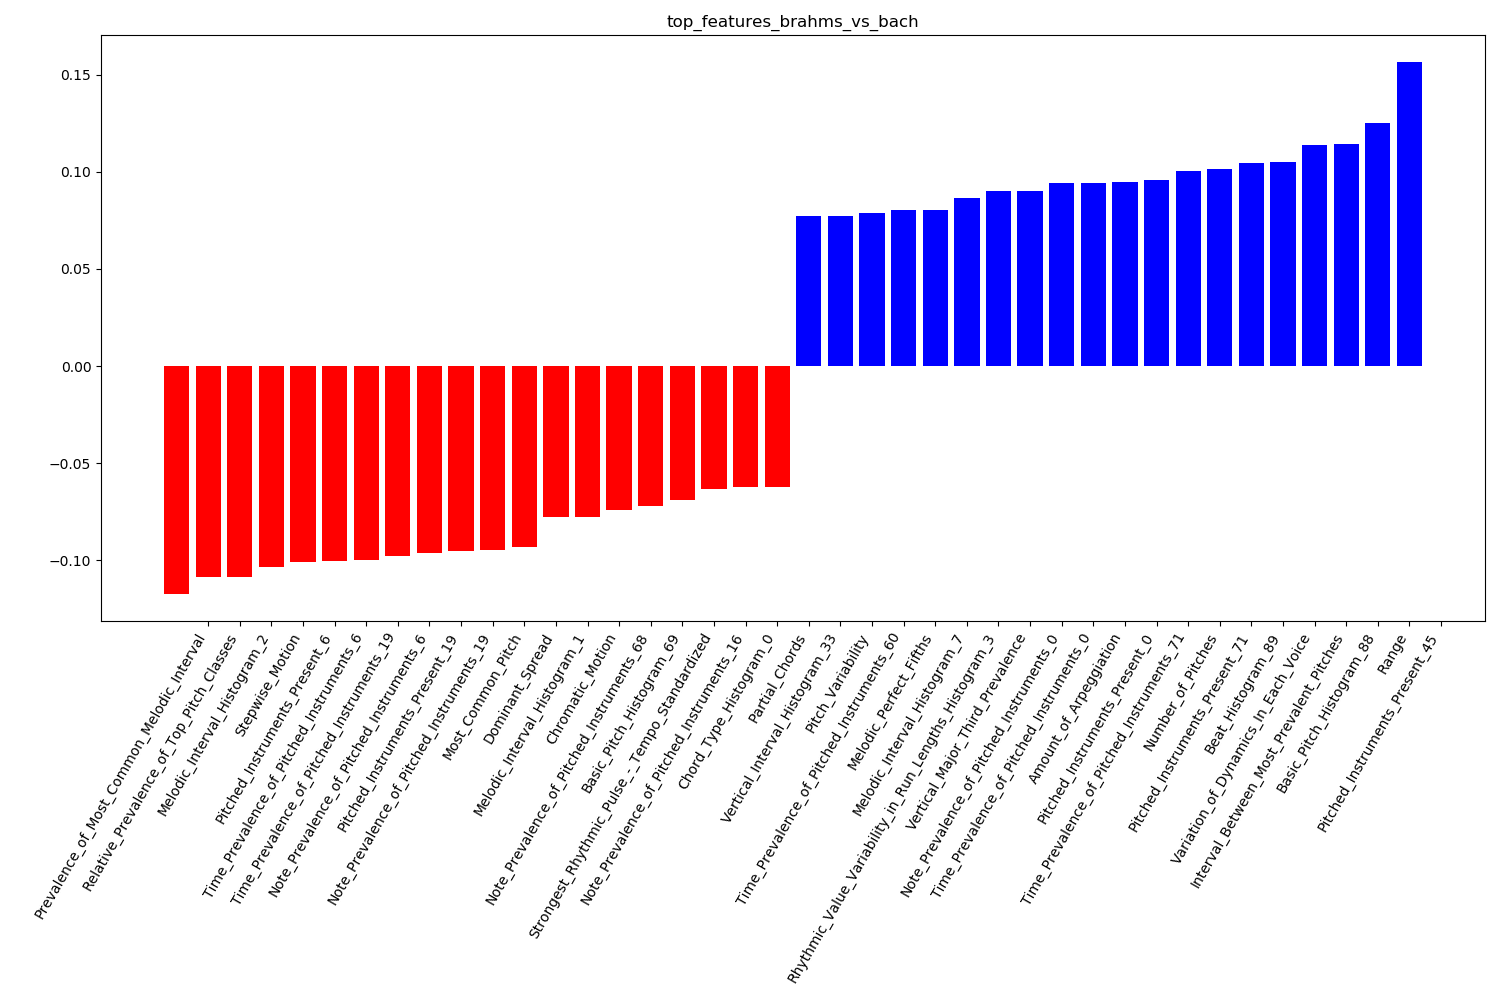 top_features_brahms_vs_bach
0.15
0.10
0.05
0.00
−0.05
−0.10
Prevalence_of_Most_Common_Melodic_Interval
Relative_Prevalence_of_Top_Pitch_Classes
Melodic_Interval_Histogram_2
Stepwise_Motion
Pitched_Instruments_Present_6
Time_Prevalence_of_Pitched_Instruments_6
Time_Prevalence_of_Pitched_Instruments_19
Note_Prevalence_of_Pitched_Instruments_6
Pitched_Instruments_Present_19
Note_Prevalence_of_Pitched_Instruments_19
Most_Common_Pitch
Dominant_Spread
Melodic_Interval_Histogram_1
Chromatic_Motion
Note_Prevalence_of_Pitched_Instruments_68
Basic_Pitch_Histogram_69
Strongest_Rhythmic_Pulse_-_Tempo_Standardized
Note_Prevalence_of_Pitched_Instruments_16
Chord_Type_Histogram_0
Partial_Chords
Vertical_Interval_Histogram_33
Pitch_Variability
Time_Prevalence_of_Pitched_Instruments_60
Melodic_Perfect_Fifths
Melodic_Interval_Histogram_7
Rhythmic_Value_Variability_in_Run_Lengths_Histogram_3
Vertical_Major_Third_Prevalence
Note_Prevalence_of_Pitched_Instruments_0
Time_Prevalence_of_Pitched_Instruments_0
Amount_of_Arpeggiation
Pitched_Instruments_Present_0
Time_Prevalence_of_Pitched_Instruments_71
Number_of_Pitches
Pitched_Instruments_Present_71
Beat_Histogram_89
Variation_of_Dynamics_In_Each_Voice
Interval_Between_Most_Prevalent_Pitches
Basic_Pitch_Histogram_88
Range
Pitched_Instruments_Present_45